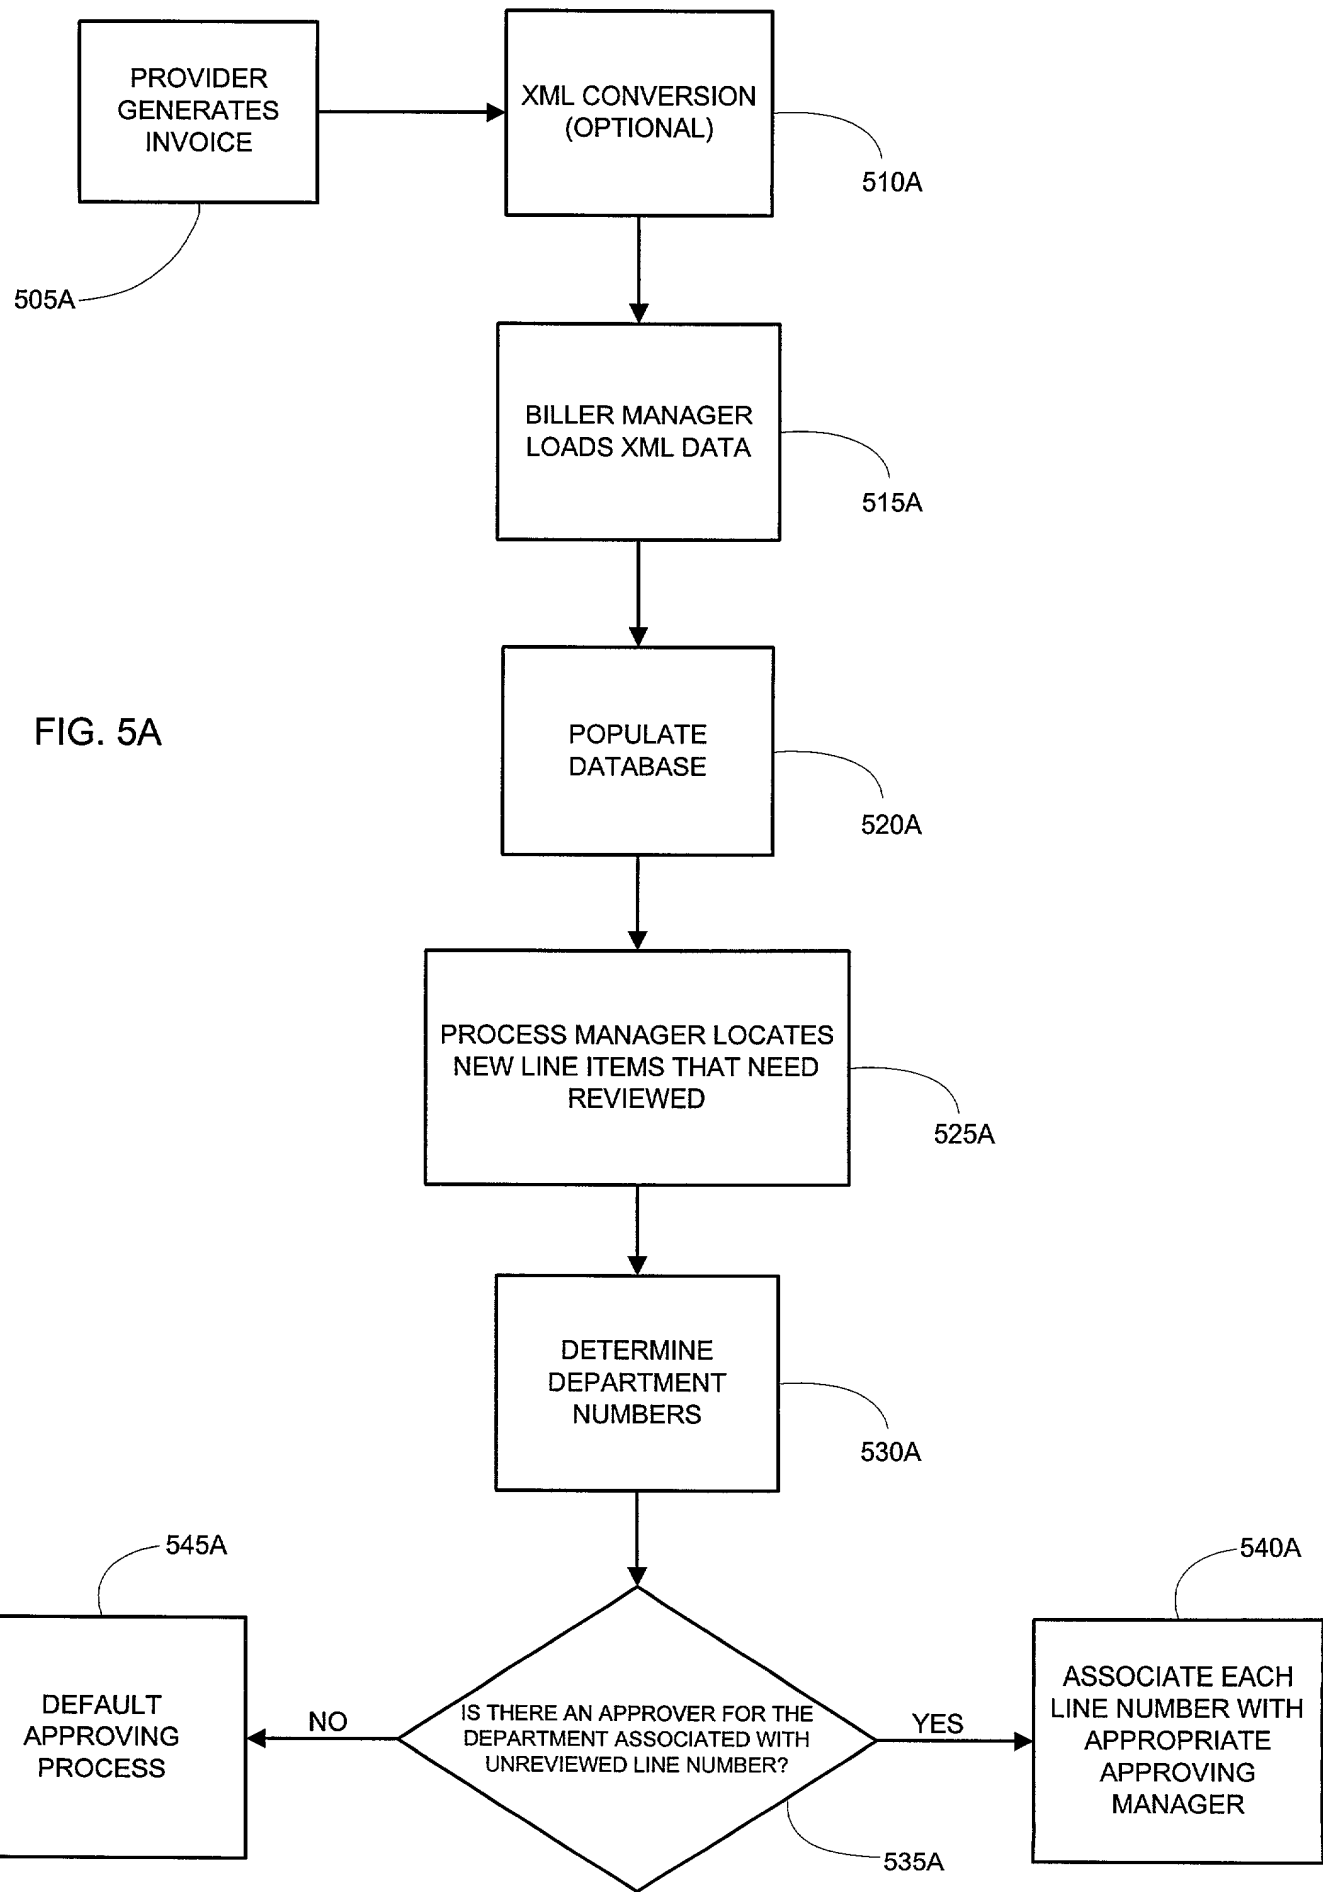 PROVIDER
GENERATES
INVOICE
XML CONVERSION
(OPTIONAL)
510A
505A
BILLER MANAGER
LOADS XML DATA
515A
FIG. 5A
POPULATE
DATABASE
520A
PROCESS MANAGER LOCATES
NEW LINE ITEMS THAT NEED
REVIEWED
525A
DETERMINE
DEPARTMENT
NUMBERS
530A
545A
540A
DEFAULT
APPROVING
PROCESS
NO
IS THERE AN APPROVER FOR THE
DEPARTMENT ASSOCIATED WITH
UNREVIEWED LINE NUMBER?
YES
ASSOCIATE EACH
LINE NUMBER WITH
APPROPRIATE
APPROVING
MANAGER
535A